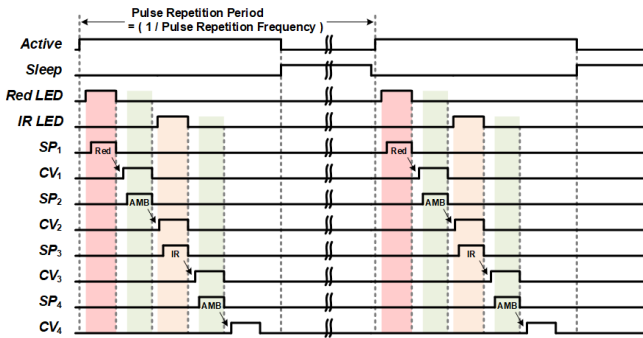 Pulse Repetition Period
= ( 1 / Pulse Repetition Frequency )
Active
Sleep
Red LED
IR LED
SP1 Red Red
CV1
SP2 AMB AMB
CV2
SP3 IR IR
CV3
SP4 AMB AMB
CV4